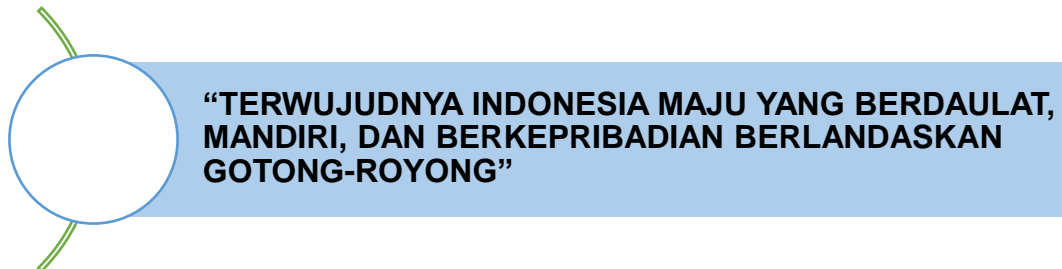 “TERWUJUDNYA INDONESIA MAJU YANG BERDAULAT,
MANDIRI, DAN BERKEPRIBADIAN BERLANDASKAN
GOTONG-ROYONG”